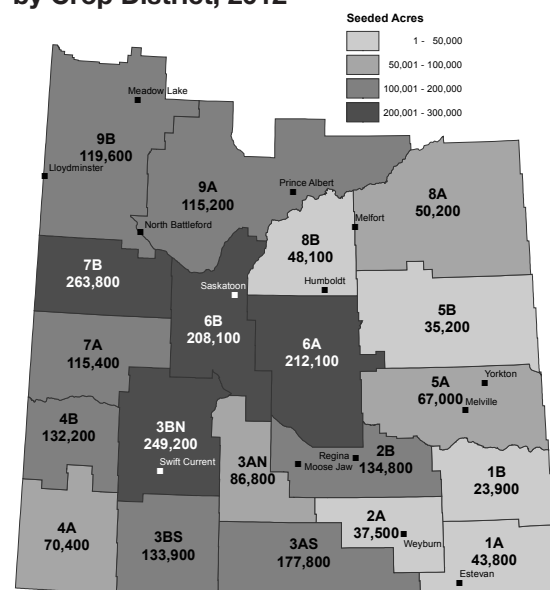 by Crop District, 2012
Seeded Acres
1 - 50,000
50,001 - 100,000
100,001 - 200,000
200,001 - 300,000
Meadow Lake
9B
119,600
Lloydminster
9A
115,200
Prince Albert
North Battleford
8A
50,200
Melfort
8B
48,100
Humboldt
7B
263,800
Saskatoon
6B
208,100
6A
212,100
5B
35,200
7A
115,400
5A
67,000
Yorkton
Melville
4B
132,200
3BN
249,200
Swift Current
3AN
86,800
Regina
Moose Jaw
2B
134,800
1B
23,900
4A
70,400
3BS
133,900
3AS
177,800
2A
37,500
Weyburn
1A
43,800
Estevan